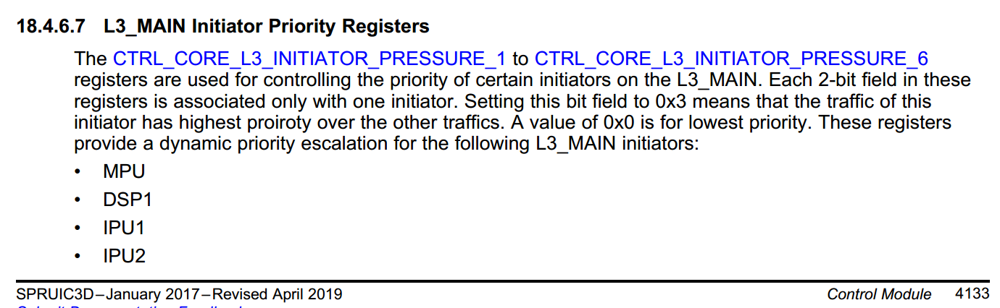 18.4.6.7 L3_MAIN Initiator Priority Registers
The CTRL_CORE_L3_INITIATOR_PRESSURE_1 to CTRL_CORE_L3_INITIATOR_PRESSURE_6
registers are used for controlling the priority of certain initiators on the L3_MAIN. Each 2-bit field in these
registers is associated only with one initiator. Setting this bit field to 0x3 means that the traffic of this
initiator has highest proiroty over the other traffics. A value of 0x0 is for lowest priority. These registers
provide a dynamic priority escalation for the following L3_MAIN initiators:
• MPU
• DSP1
• IPU1
• IPU2
SPRUIC3D–January 2017–Revised April 2019 Control Module 4133